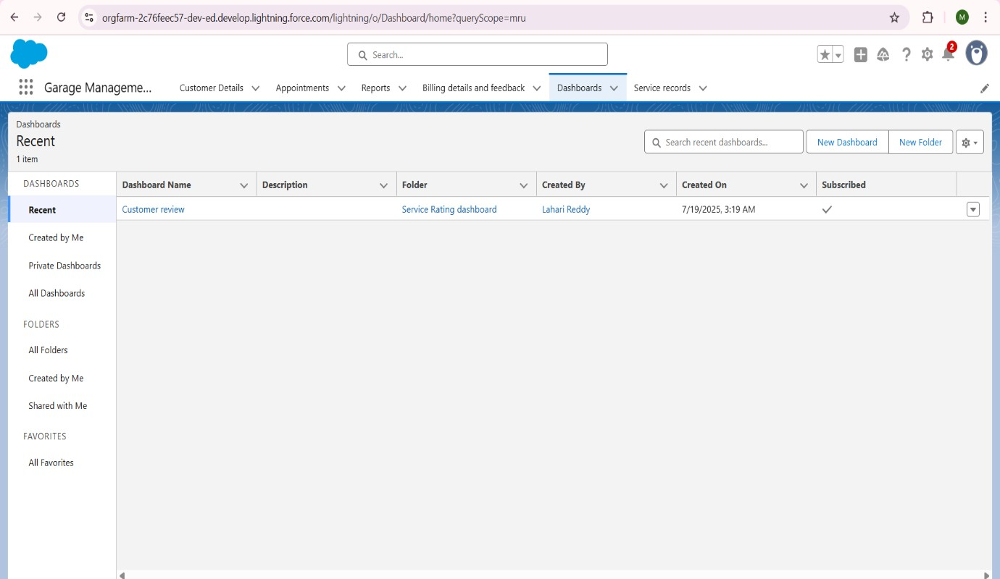 orgfarm-2c76feec57-dev-ed.develop.lightning.force.com/lightning/o/Dashboard/home?queryScope=mru
M
Search...
2
Garage Manageme...
Customer Details
Appointments
Reports
Billing details and feedback
Dashboards
Service records
Dashboards
Recent
1 item
Search recent dashboards...
New Dashboard
New Folder
DASHBOARDS
Recent
Created by Me
Private Dashboards
All Dashboards
FOLDERS
All Folders
Created by Me
Shared with Me
FAVORITES
All Favorites
Dashboard Name Description Folder Created By Created On Subscribed
Customer review Service Rating dashboard Lahari Reddy 7/19/2025, 3:19 AM